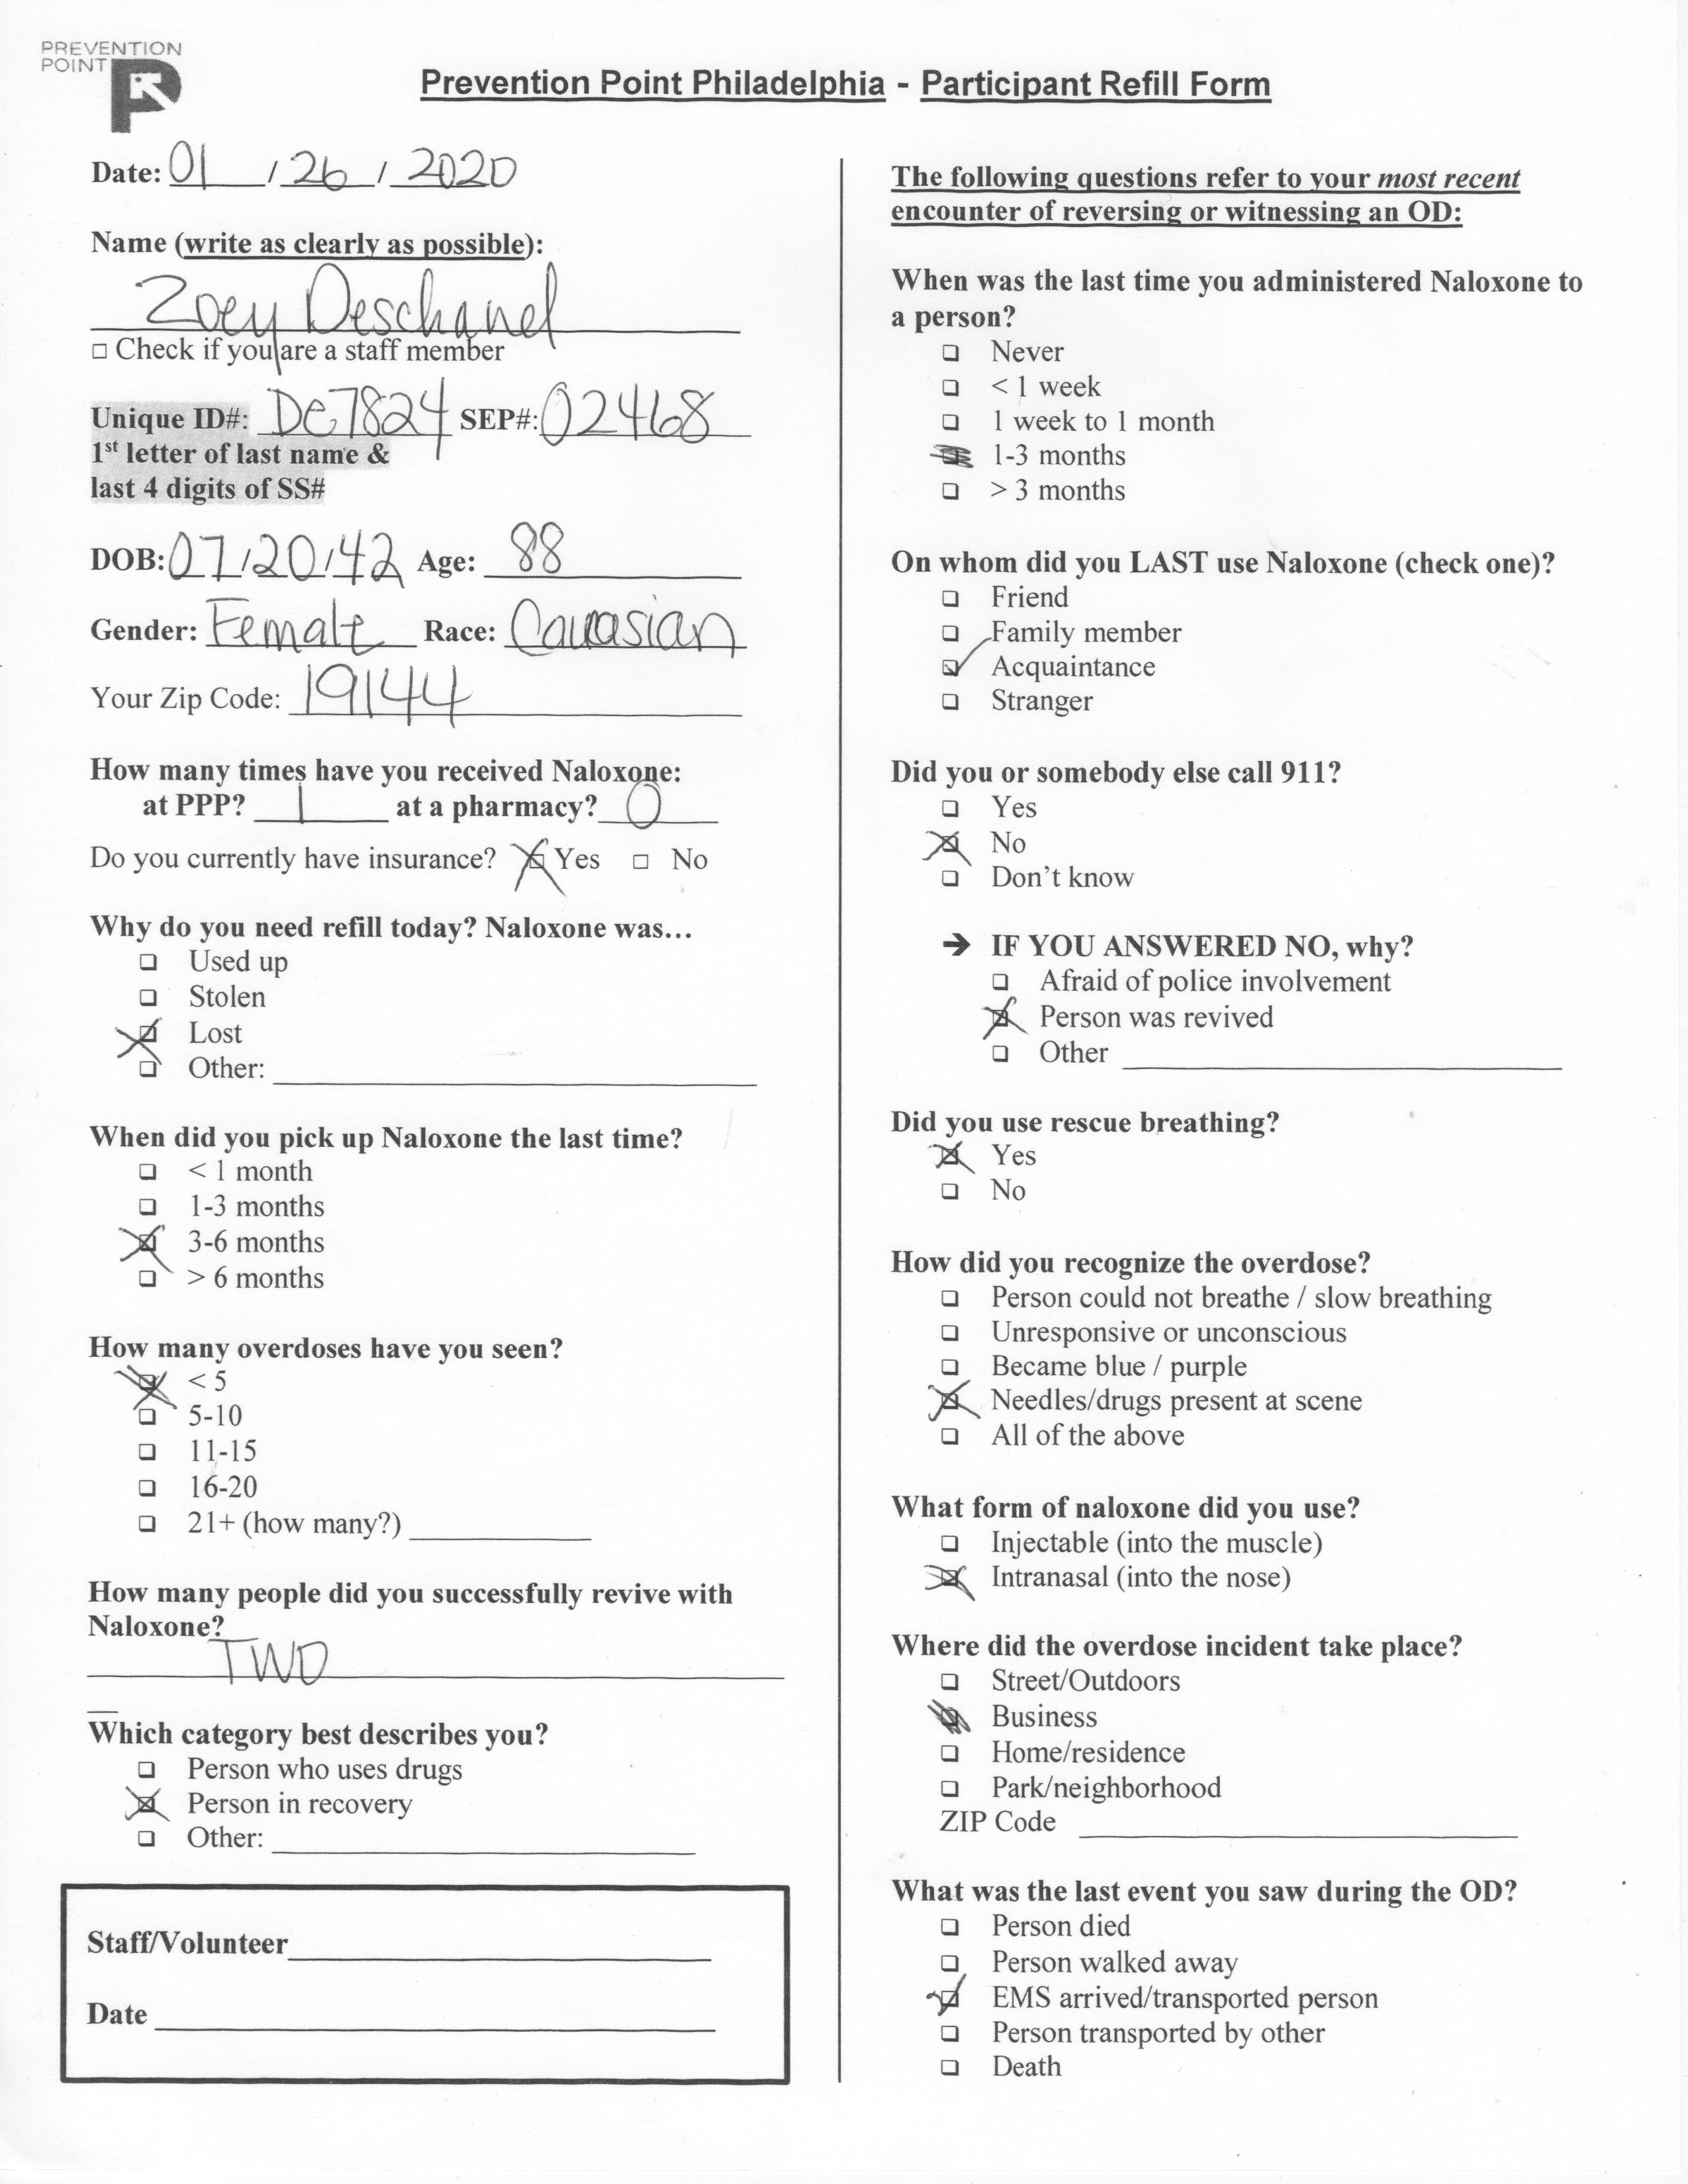 PREVENTION
POINT
Prevention Point Philadelphia - Participant Refill Form
Date: 01 / 26 / 2020
Name (write as clearly as possible):
Zoey Deschanel
□ Check if you are a staff member
Unique ID#: De7824 SEP#: 02468
1st letter of last name &
last 4 digits of SS#
DOB: 07/20/42 Age: 88
Gender: Female Race: Caucasian
Your Zip Code: 19144
How many times have you received Naloxone:
at PPP? 1 at a pharmacy? 0
Do you currently have insurance? ☒ Yes □ No
Why do you need refill today? Naloxone was...
❑ Used up
❑ Stolen
☒ Lost
❑ Other:
When did you pick up Naloxone the last time?
❑ < 1 month
❑ 1-3 months
☒ 3-6 months
❑ > 6 months
How many overdoses have you seen?
☒ < 5
❑ 5-10
❑ 11-15
❑ 16-20
❑ 21+ (how many?)
How many people did you successfully revive with
Naloxone?
TWO
Which category best describes you?
❑ Person who uses drugs
☒ Person in recovery
❑ Other:
Staff/Volunteer
Date
The following questions refer to your most recent
encounter of reversing or witnessing an OD:
When was the last time you administered Naloxone to
a person?
❑ Never
❑ < 1 week
❑ 1 week to 1 month
☒ 1-3 months
❑ > 3 months
On whom did you LAST use Naloxone (check one)?
❑ Friend
❑ Family member
☑ Acquaintance
❑ Stranger
Did you or somebody else call 911?
❑ Yes
☒ No
❑ Don't know
➔ IF YOU ANSWERED NO, why?
❑ Afraid of police involvement
☒ Person was revived
❑ Other
Did you use rescue breathing?
☒ Yes
❑ No
How did you recognize the overdose?
❑ Person could not breathe / slow breathing
❑ Unresponsive or unconscious
❑ Became blue / purple
☒ Needles/drugs present at scene
❑ All of the above
What form of naloxone did you use?
❑ Injectable (into the muscle)
☒ Intranasal (into the nose)
Where did the overdose incident take place?
❑ Street/Outdoors
☒ Business
❑ Home/residence
❑ Park/neighborhood
ZIP Code
What was the last event you saw during the OD?
❑ Person died
❑ Person walked away
☑ EMS arrived/transported person
❑ Person transported by other
❑ Death